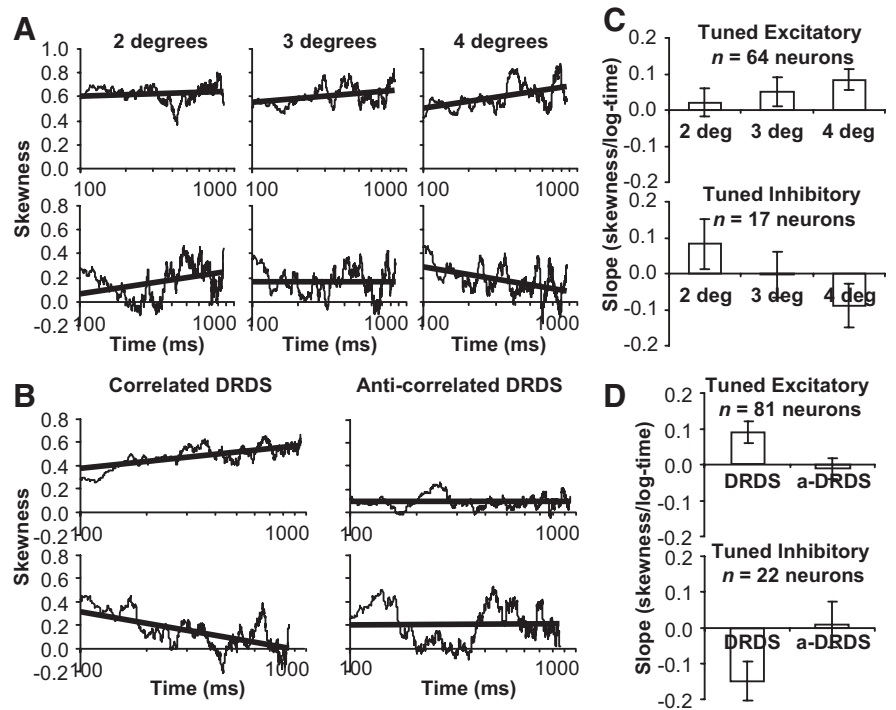 A
2 degrees 3 degrees 4 degrees
Skewness
1.0
0.8
0.6
0.4
0.2
0.0
100 1000 100 1000 100 1000
0.8
0.6
0.4
0.2
0.0
-0.2
100 1000 100 1000 100 1000
Time (ms) Time (ms) Time (ms)
B
Correlated DRDS Anti-correlated DRDS
Skewness
0.8
0.6
0.4
0.2
0.0
-0.2
100 1000 100 1000
0.8
0.6
0.4
0.2
0.0
-0.2
100 1000 100 1000
Time (ms) Time (ms)
C
Slope (skewness/log-time)
Tuned Excitatory
n = 64 neurons
0.2
0.1
0.0
-0.1
-0.2
2 deg 3 deg 4 deg
Tuned Inhibitory
n = 17 neurons
0.2
0.1
0.0
-0.1
-0.2
2 deg 3 deg 4 deg
D
Slope (skewness/log-time)
Tuned Excitatory
n = 81 neurons
0.2
0.1
0.0
-0.1
-0.2
DRDS a-DRDS
Tuned Inhibitory
n = 22 neurons
0.2
0.1
0.0
-0.1
-0.2
DRDS a-DRDS